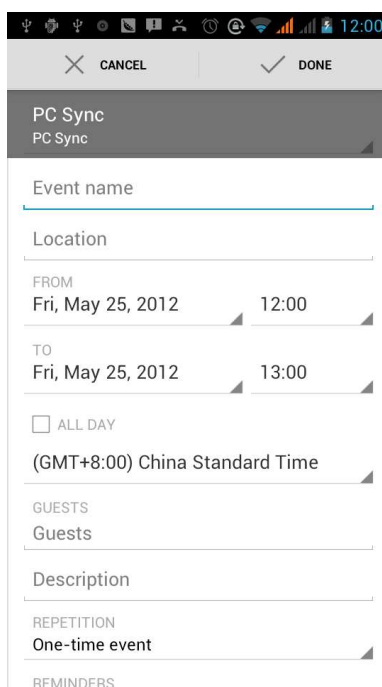 12:00
CANCEL
DONE
PC Sync
PC Sync
Event name
Location
FROM
Fri, May 25, 2012
12:00
TO
Fri, May 25, 2012
13:00
ALL DAY
(GMT+8:00) China Standard Time
GUESTS
Guests
Description
REPETITION
One-time event
REMINDERS